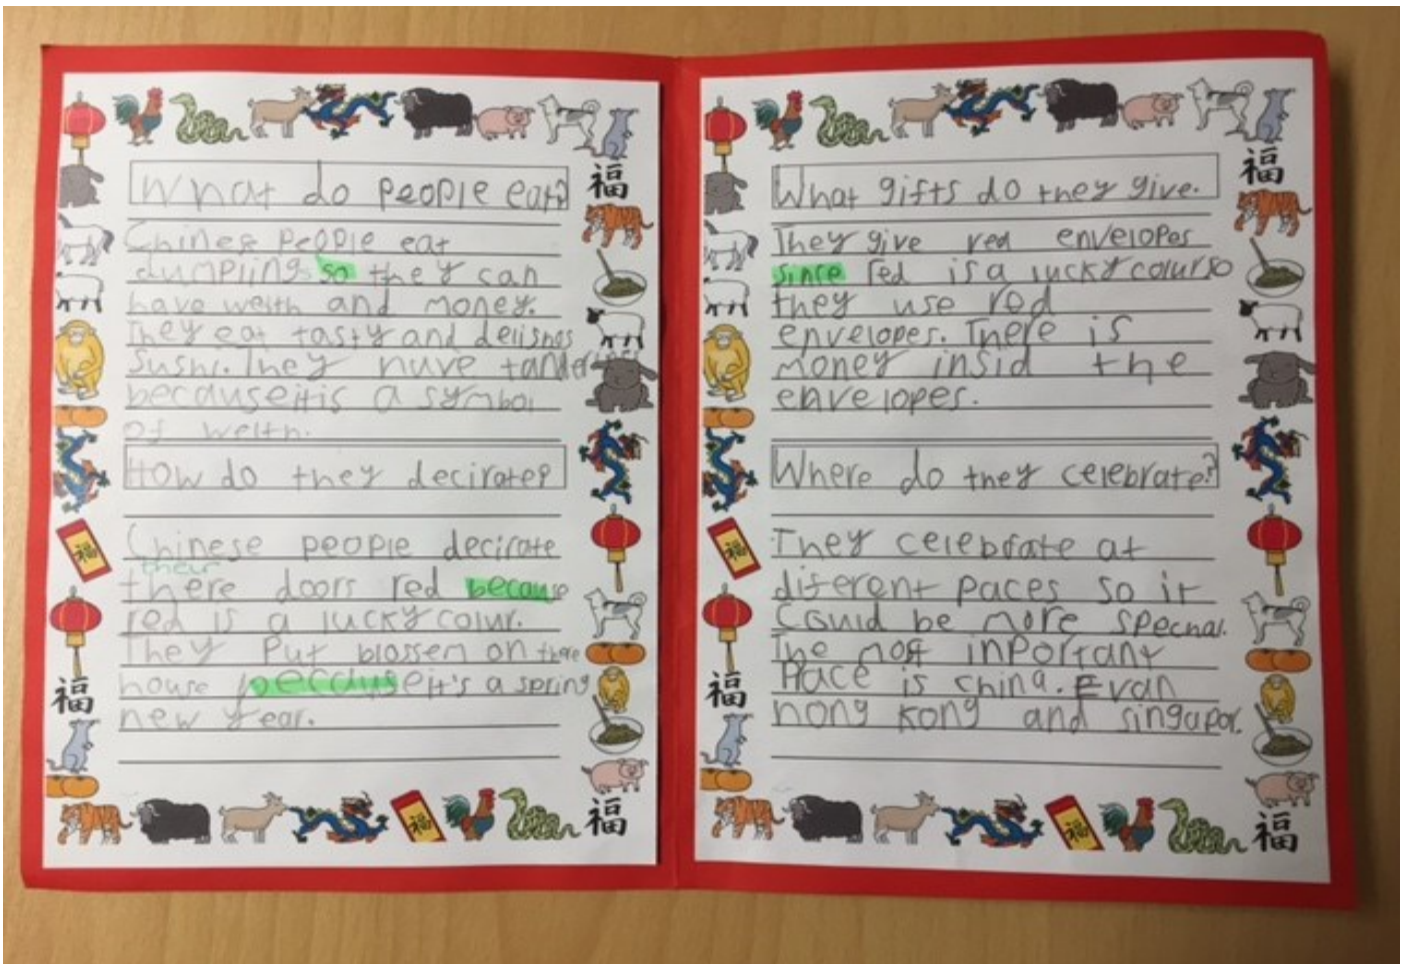 What do people eat?
福
Chinese people eat
dumplings so they can
have welth and money.
They eat tasty and
sushi. They have
because it is a symbol
of welth.
How do they decirate?
Chinese people decirate
their
there doors red because
red is a lucky colur.
They put blossem on there
house because it's a spring
new year.
福
福
福
福
What gifts do they give.
福
They give red envelopes
since red is a lucky colur so
they use red
envelopes. There is
money insid the
envelopes.
Where do they celebrate?
They celebrate at
diferent paces so it
Could be more
The most inportant
Place is china. Evan
hong kong and singapor.
福
福
福
福